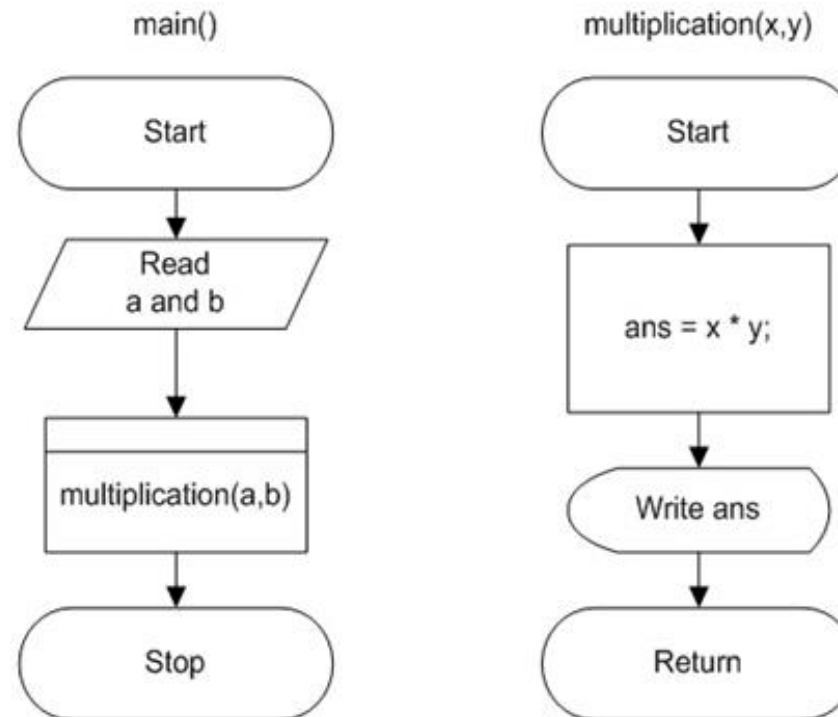 main()
Start
Read
a and b
multiplication(a,b)
Stop
multiplication(x,y)
Start
ans = x * y;
Write ans
Return